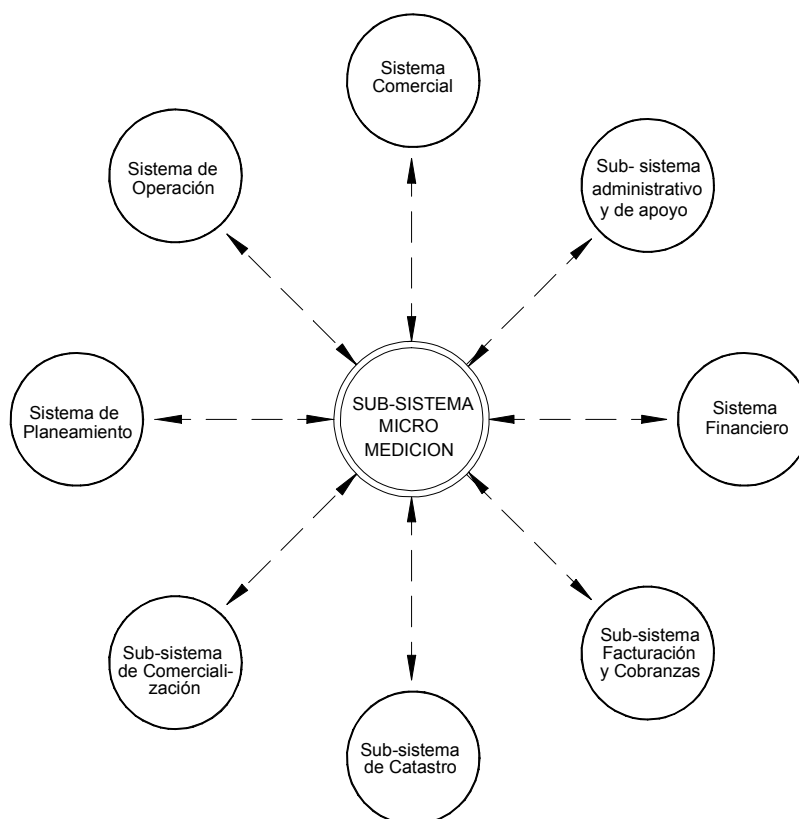 Sistema
Comercial
Sistema de
Operación
Sub- sistema
administrativo
y de apoyo
SUB-SISTEMA
MICRO
MEDICION
Sistema de
Planeamiento
Sistema
Financiero
Sub-sistema
de Comerciali-
zación
Sub-sistema
Facturación
y Cobranzas
Sub-sistema
de Catastro